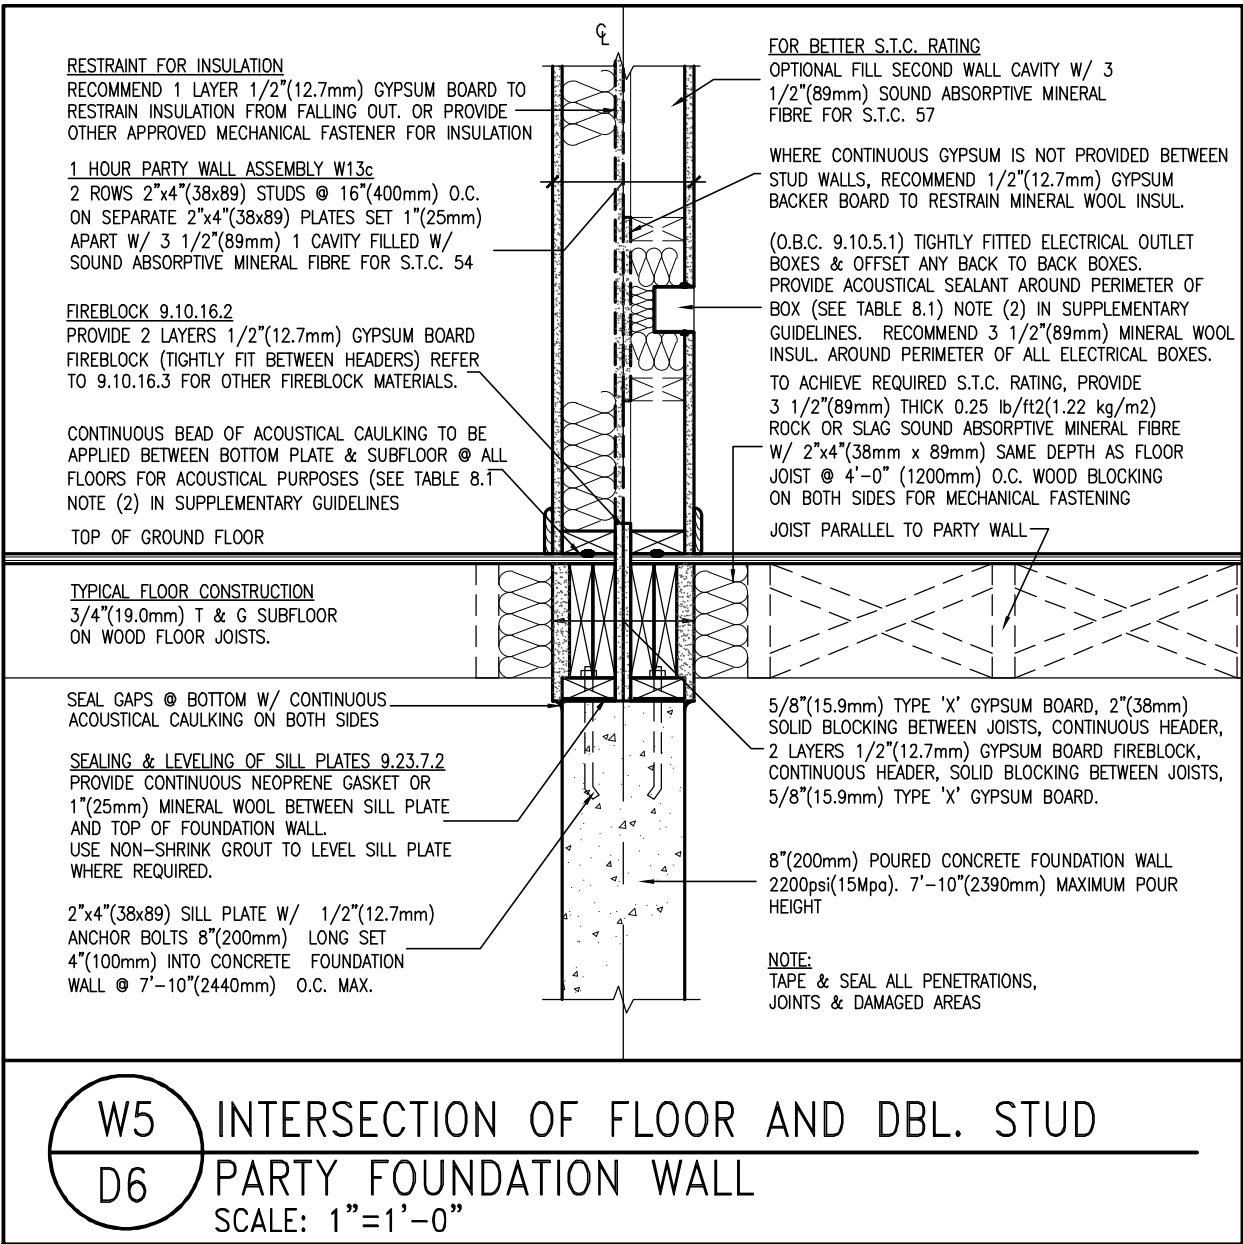 ℄
RESTRAINT FOR INSULATION
RECOMMEND 1 LAYER 1/2"(12.7mm) GYPSUM BOARD TO
RESTRAIN INSULATION FROM FALLING OUT. OR PROVIDE
OTHER APPROVED MECHANICAL FASTENER FOR INSULATION
1 HOUR PARTY WALL ASSEMBLY W13c
2 ROWS 2"x4"(38x89) STUDS @ 16"(400mm) O.C.
ON SEPARATE 2"x4"(38x89) PLATES SET 1"(25mm)
APART W/ 3 1/2"(89mm) 1 CAVITY FILLED W/
SOUND ABSORPTIVE MINERAL FIBRE FOR S.T.C. 54
FIREBLOCK 9.10.16.2
PROVIDE 2 LAYERS 1/2"(12.7mm) GYPSUM BOARD
FIREBLOCK (TIGHTLY FIT BETWEEN HEADERS) REFER
TO 9.10.16.3 FOR OTHER FIREBLOCK MATERIALS.
CONTINUOUS BEAD OF ACOUSTICAL CAULKING TO BE
APPLIED BETWEEN BOTTOM PLATE & SUBFLOOR @ ALL
FLOORS FOR ACOUSTICAL PURPOSES (SEE TABLE 8.1
NOTE (2) IN SUPPLEMENTARY GUIDELINES
TOP OF GROUND FLOOR
TYPICAL FLOOR CONSTRUCTION
3/4"(19.0mm) T & G SUBFLOOR
ON WOOD FLOOR JOISTS.
SEAL GAPS @ BOTTOM W/ CONTINUOUS
ACOUSTICAL CAULKING ON BOTH SIDES
SEALING & LEVELING OF SILL PLATES 9.23.7.2
PROVIDE CONTINUOUS NEOPRENE GASKET OR
1"(25mm) MINERAL WOOL BETWEEN SILL PLATE
AND TOP OF FOUNDATION WALL.
USE NON-SHRINK GROUT TO LEVEL SILL PLATE
WHERE REQUIRED.
2"x4"(38x89) SILL PLATE W/ 1/2"(12.7mm)
ANCHOR BOLTS 8"(200mm) LONG SET
4"(100mm) INTO CONCRETE FOUNDATION
WALL @ 7'-10"(2440mm) O.C. MAX.
FOR BETTER S.T.C. RATING
OPTIONAL FILL SECOND WALL CAVITY W/ 3
1/2"(89mm) SOUND ABSORPTIVE MINERAL
FIBRE FOR S.T.C. 57
WHERE CONTINUOUS GYPSUM IS NOT PROVIDED BETWEEN
STUD WALLS, RECOMMEND 1/2"(12.7mm) GYPSUM
BACKER BOARD TO RESTRAIN MINERAL WOOL INSUL.
(O.B.C. 9.10.5.1) TIGHTLY FITTED ELECTRICAL OUTLET
BOXES & OFFSET ANY BACK TO BACK BOXES.
PROVIDE ACOUSTICAL SEALANT AROUND PERIMETER OF
BOX (SEE TABLE 8.1) NOTE (2) IN SUPPLEMENTARY
GUIDELINES. RECOMMEND 3 1/2"(89mm) MINERAL WOOL
INSUL. AROUND PERIMETER OF ALL ELECTRICAL BOXES.
TO ACHIEVE REQUIRED S.T.C. RATING, PROVIDE
3 1/2"(89mm) THICK 0.25 lb/ft2(1.22 kg/m2)
ROCK OR SLAG SOUND ABSORPTIVE MINERAL FIBRE
W/ 2"x4"(38mm x 89mm) SAME DEPTH AS FLOOR
JOIST @ 4'-0" (1200mm) O.C. WOOD BLOCKING
ON BOTH SIDES FOR MECHANICAL FASTENING
JOIST PARALLEL TO PARTY WALL
5/8"(15.9mm) TYPE 'X' GYPSUM BOARD, 2"(38mm)
SOLID BLOCKING BETWEEN JOISTS, CONTINUOUS HEADER,
2 LAYERS 1/2"(12.7mm) GYPSUM BOARD FIREBLOCK,
CONTINUOUS HEADER, SOLID BLOCKING BETWEEN JOISTS,
5/8"(15.9mm) TYPE 'X' GYPSUM BOARD.
8"(200mm) POURED CONCRETE FOUNDATION WALL
2200psi(15Mpa). 7'-10"(2390mm) MAXIMUM POUR
HEIGHT
NOTE:
TAPE & SEAL ALL PENETRATIONS,
JOINTS & DAMAGED AREAS
W5
D6
INTERSECTION OF FLOOR AND DBL. STUD
PARTY FOUNDATION WALL
SCALE: 1"=1'-0"